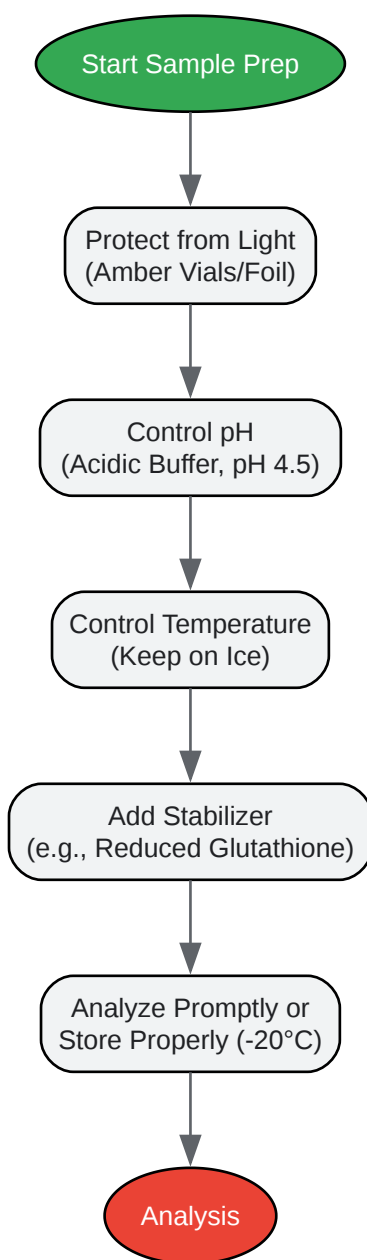 Start Sample Prep
Protect from Light
(Amber Vials/Foil)
Control pH
(Acidic Buffer, pH 4.5)
Control Temperature
(Keep on Ice)
Add Stabilizer
(e.g., Reduced Glutathione)
Analyze Promptly or
Store Properly (-20°C)
Analysis